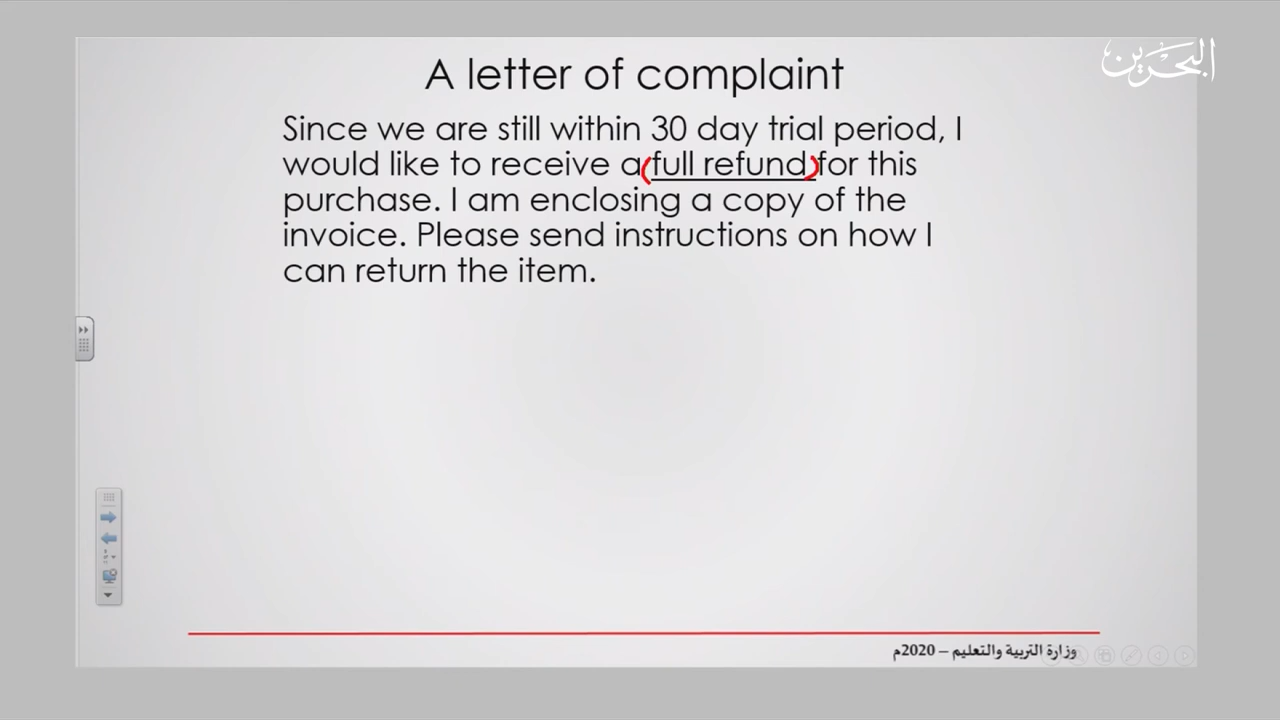 البحرين
A letter of complaint
Since we are still within 30 day trial period, I
would like to receive a (full refund) for this
purchase. I am enclosing a copy of the
invoice. Please send instructions on how I
can return the item.
وزارة التربية والتعليم – 2020م